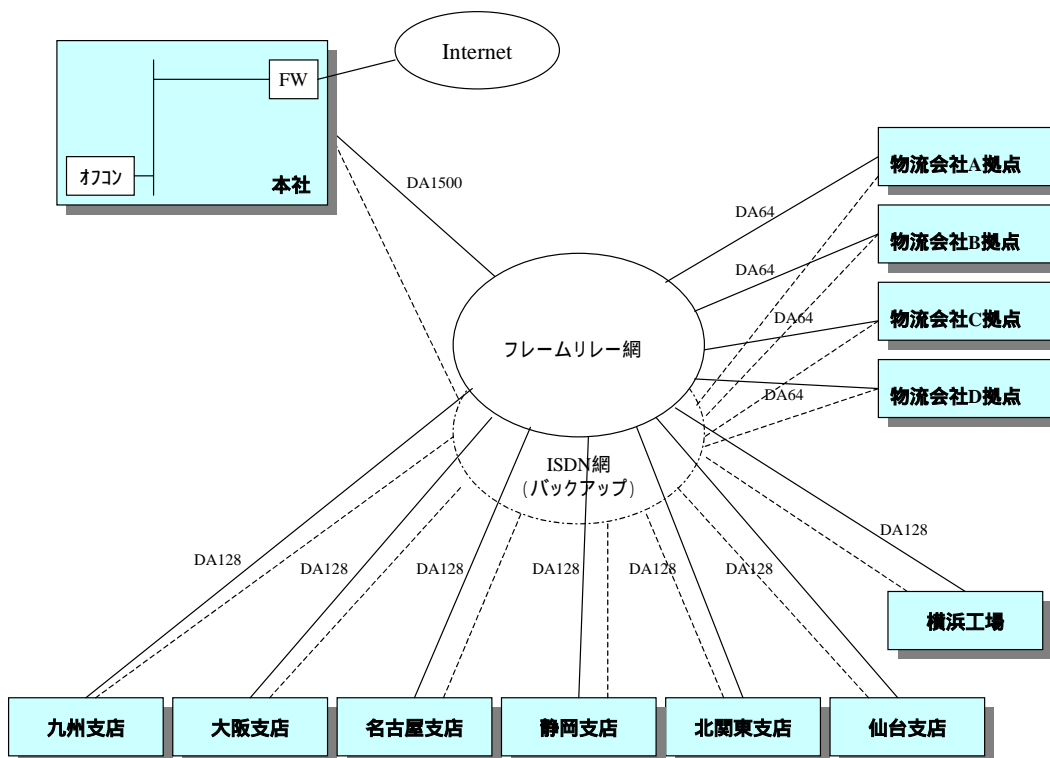 Internet
FW
オフコン
本社
DA1500
物流会社A拠点
DA64
物流会社B拠点
DA64
物流会社C拠点
DA64
物流会社D拠点
DA64
フレームリレー網
ISDN網
(バックアップ)
DA128
DA128
DA128
DA128
DA128
DA128
DA128
横浜工場
九州支店
大阪支店
名古屋支店
静岡支店
北関東支店
仙台支店